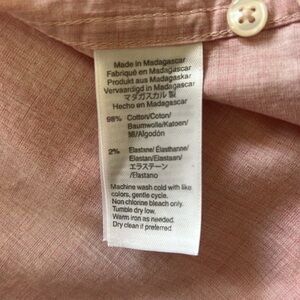 Made in Madagascar
Fabriqué en Madagascar
Produkt aus Madagaskar
Vervaardigd in Madagascar
マダガスカル 製
Hecho en Madagascar
98% Cotton/Coton/
Baumwolle/Katoen/
綿/Algodón
2% Elastane/ Élasthanne/
Elastan/Elastaan/
エラステーン/
/Elastano
Machine wash cold with like
colors, gentle cycle.
Non chlorine bleach only.
Tumble dry low.
Warm iron as needed.
Dry clean if preferred.